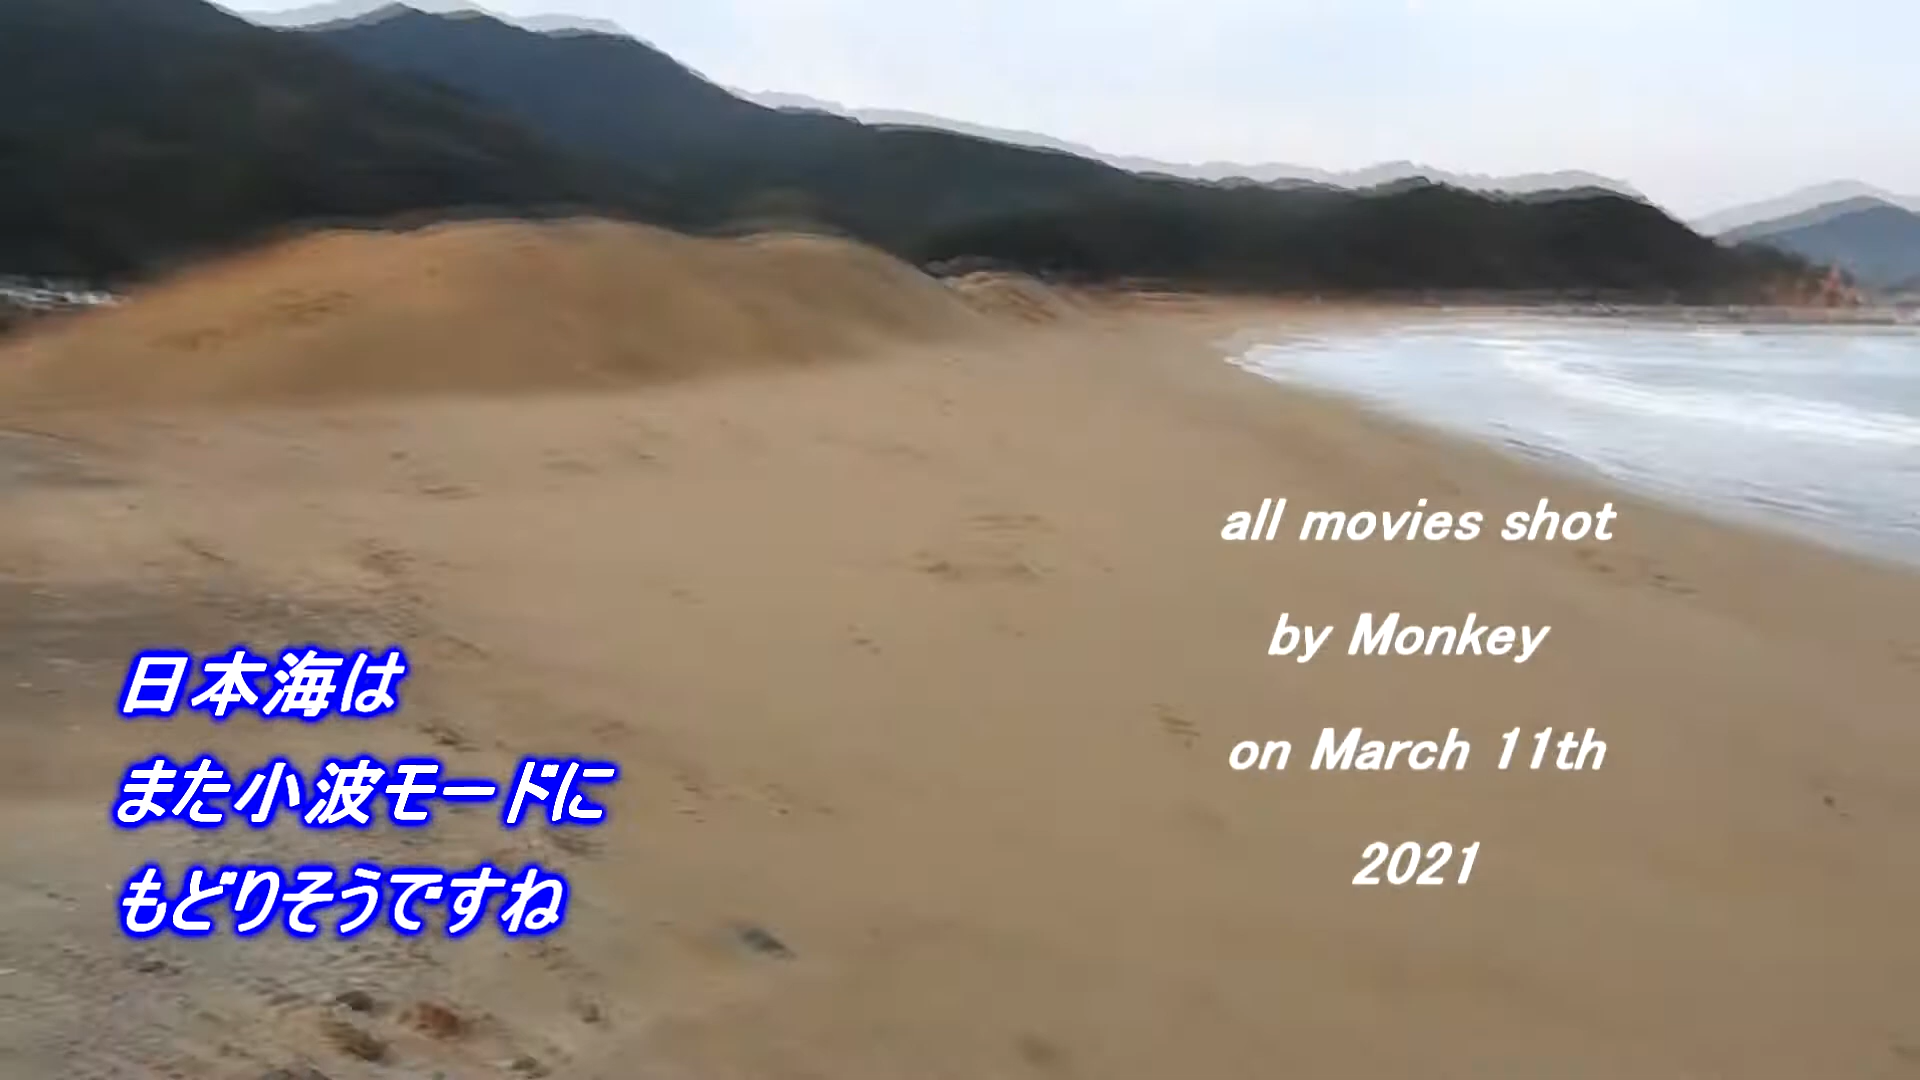 日本海は
また小波モードに
もどりそうですね
all movies shot
by Monkey
on March 11th
2021